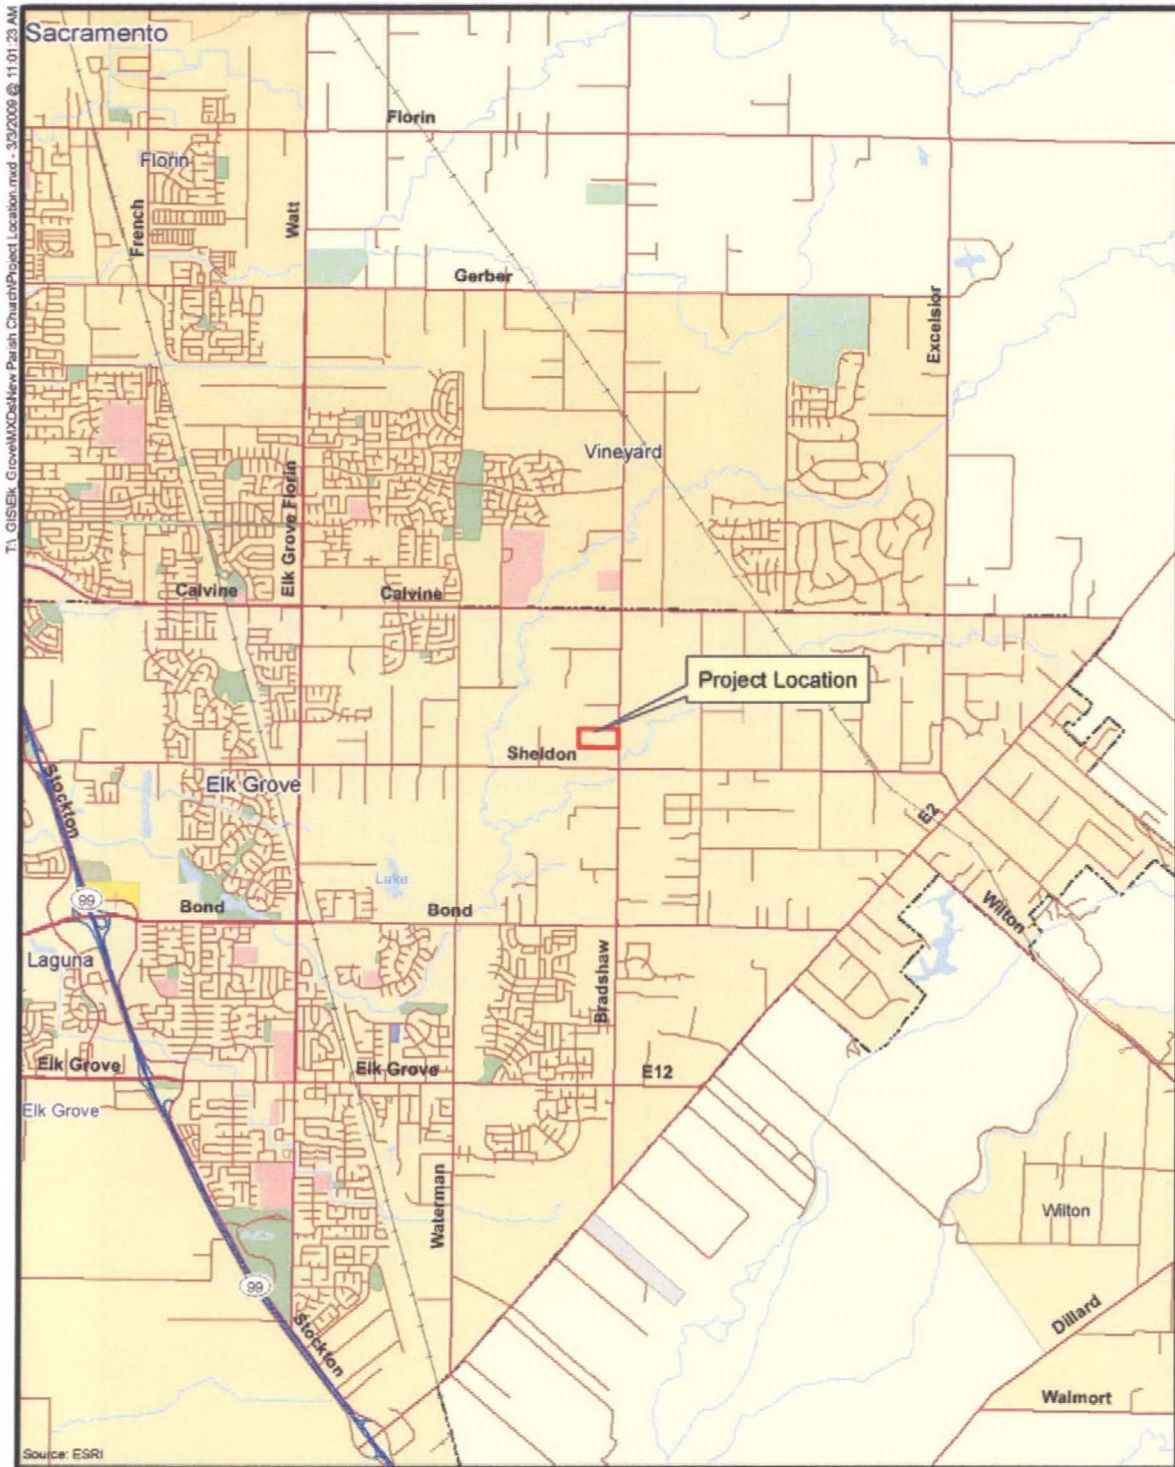 T:\_GIS\Elk_Grove\MXDs\New Parish Church\Project Location.mxd - 3/3/2009 @ 11:01:23 AM
Sacramento
Florin
Florin
French
Watt
Gerber
Excelsior
Vineyard
Elk Grove Florin
Calvine
Calvine
Project Location
Sheldon
Stockton
Elk Grove
E2
Lake
99
Bond
Bond
Wilton
Laguna
Bradshaw
Elk Grove
Elk Grove
E12
Elk Grove
Waterman
Wilton
99
Stockton
Dillard
Walmort
Source: ESRI